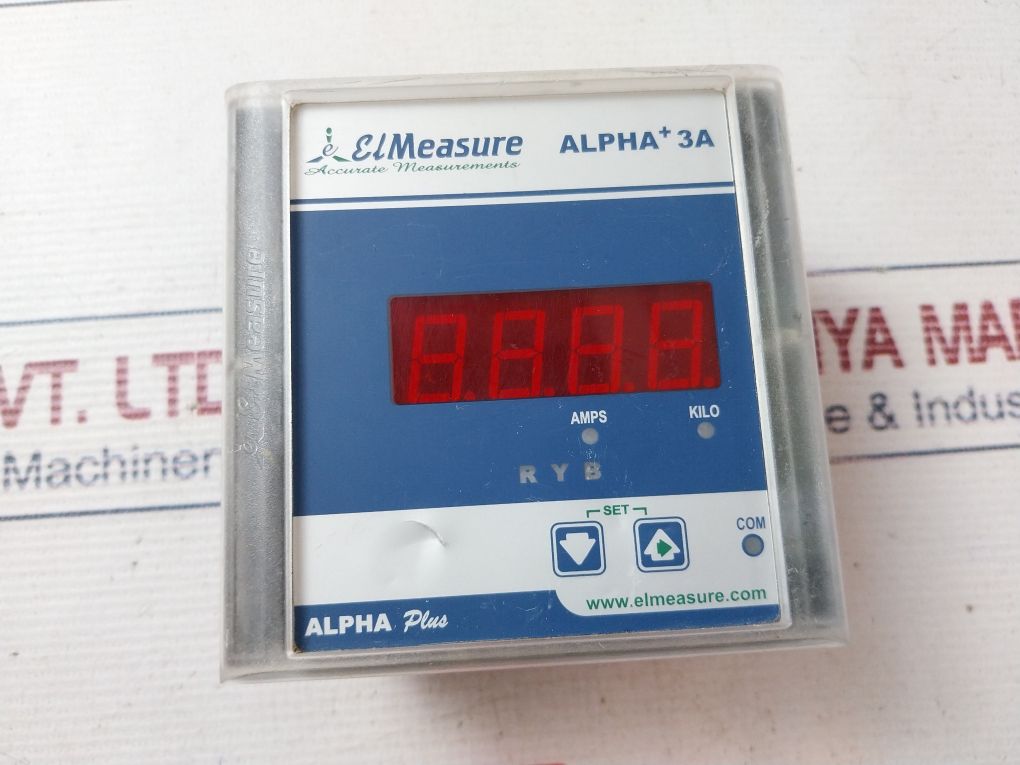 ElMeasure
Accurate Measurements
ALPHA+ 3A
AMPS
KILO
R Y B
SET
COM
www.elmeasure.com
ALPHA Plus
VT. LTD
Machiner
YA MA
e & Indus